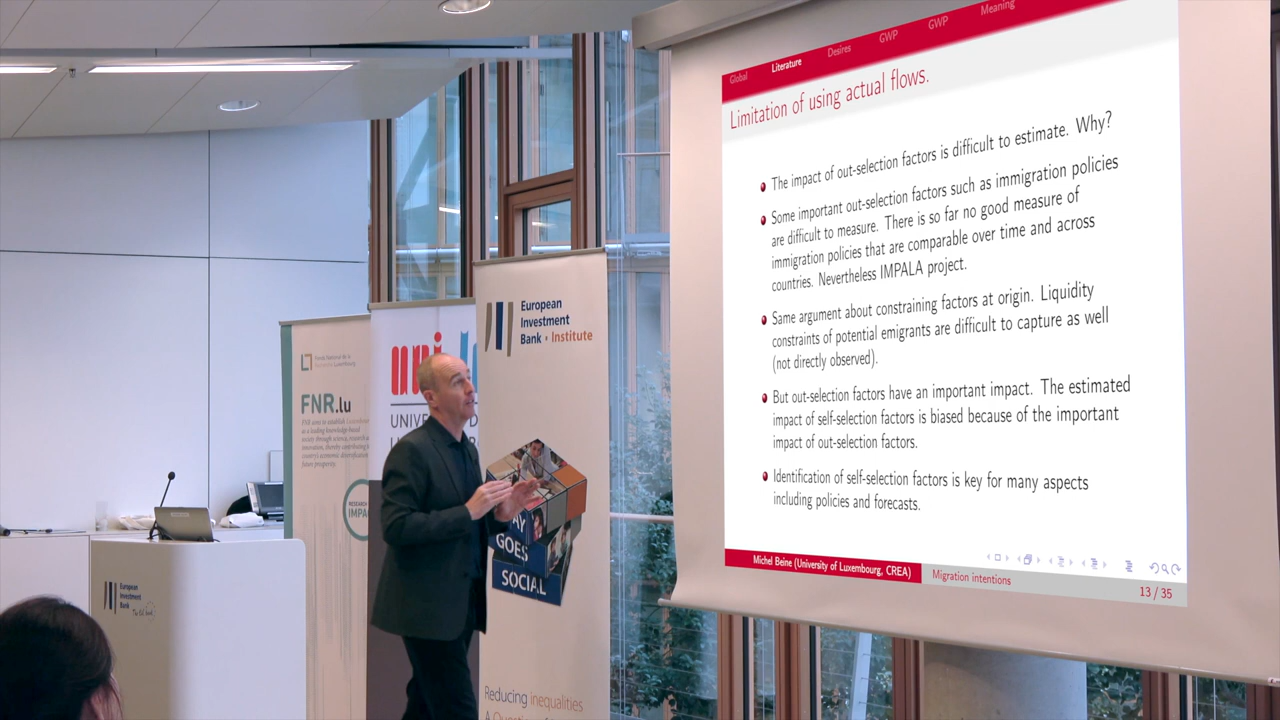 Global Literature Desires GWP GWP Meaning
Limitation of using actual flows.
The impact of out-selection factors is difficult to estimate. Why?
Some important out-selection factors such as immigration policies
are difficult to measure. There is so far no good measure of
immigration policies that are comparable over time and across
countries. Nevertheless IMPALA project.
Same argument about constraining factors at origin. Liquidity
constraints of potential emigrants are difficult to capture as well
(not directly observed).
But out-selection factors have an important impact. The estimated
impact of self-selection factors is biased because of the important
impact of out-selection factors.
Identification of self-selection factors is key for many aspects
including policies and forecasts.
Michel Beine (University of Luxembourg, CREA)
Migration intentions
13 / 35
European
Investment
Bank • Institute
GOES
SOCIAL
Reducing inequalities
uni
UNIVE
FNR.lu
RESEARCH
IMPA
European
Investment
Bank